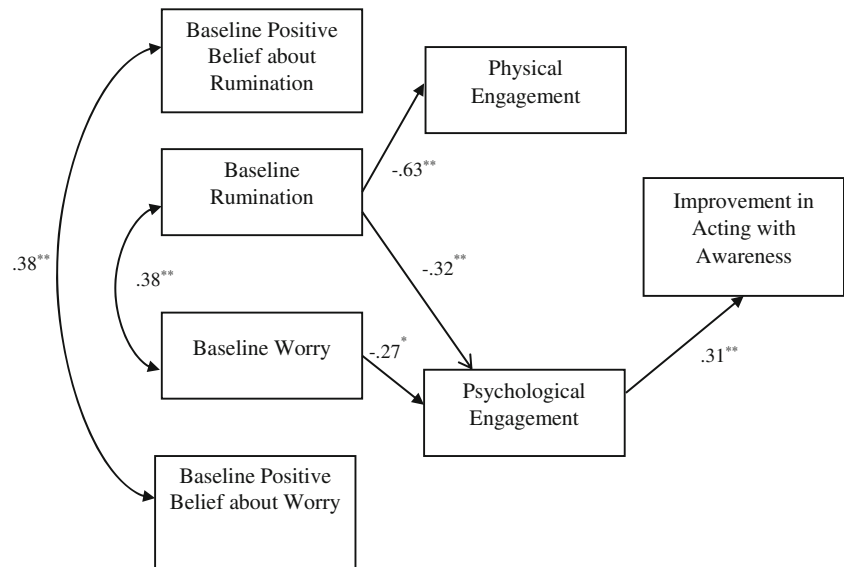 Baseline Positive
Belief about
Rumination
Physical
Engagement
Baseline
Rumination
-.63**
Improvement in
Acting with
Awareness
.38**
.38**
-.32**
Baseline Worry
-.27*
.31**
Psychological
Engagement
Baseline Positive
Belief about Worry